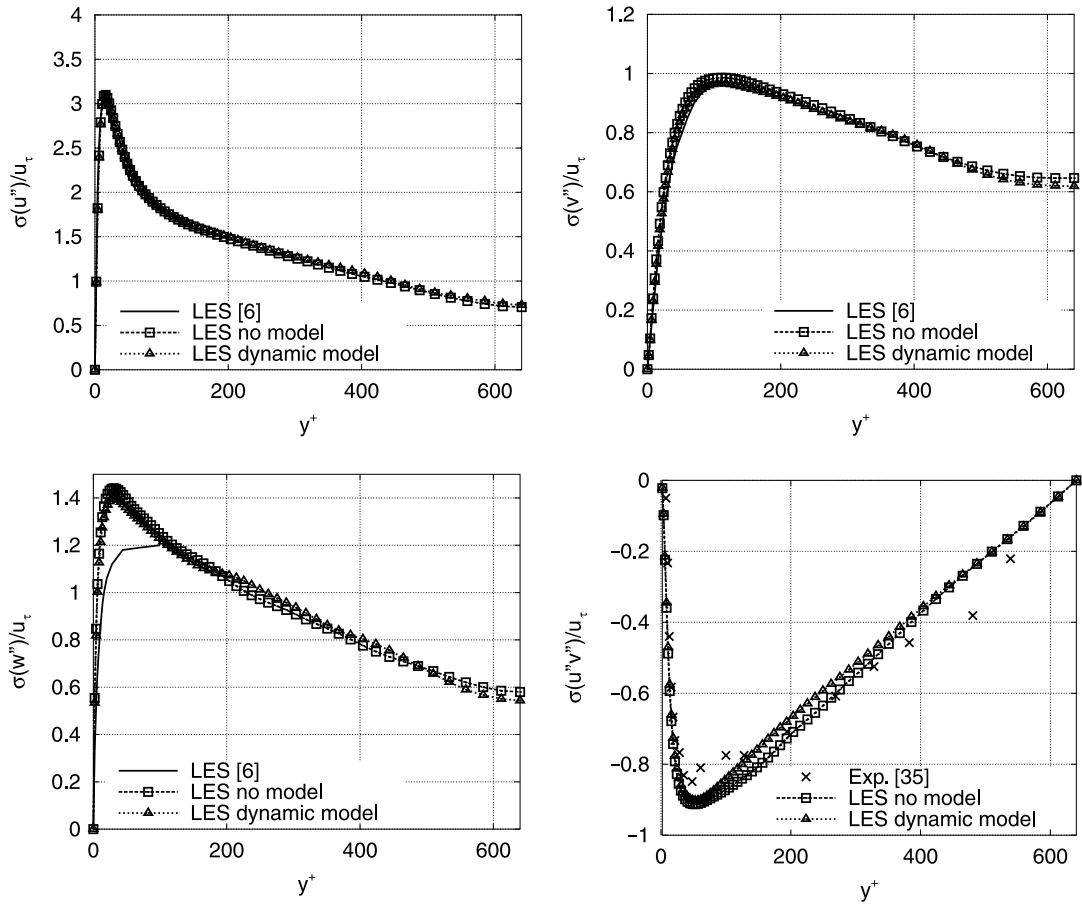 4
3.5
3
2.5
2
1.5
1
0.5
0
σ(u")/uτ
LES [6]
LES no model
LES dynamic model
0 200 400 600
y+
1.2
1
0.8
0.6
0.4
0.2
0
σ(v")/uτ
LES [6]
LES no model
LES dynamic model
0 200 400 600
y+
1.4
1.2
1
0.8
0.6
0.4
0.2
0
σ(w")/uτ
LES [6]
LES no model
LES dynamic model
0 200 400 600
y+
0
−0.2
−0.4
−0.6
−0.8
−1
σ(u"v")/uτ
Exp. [35]
LES no model
LES dynamic model
0 200 400 600
y+